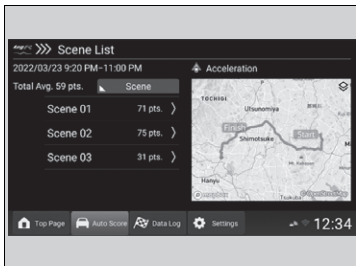 Scene List
2022/03/23 9:20 PM–11:00 PM
Acceleration
Total Avg. 59 pts.
Scene
Scene 01 71 pts.
Scene 02 75 pts.
Scene 03 31 pts.
TOCHIGI
Utsunomiya
Finish
Shimotsuke
Start
Hanyu
Tsukuba
mapbox
Top Page
Auto Score
Data Log
Settings
12:34